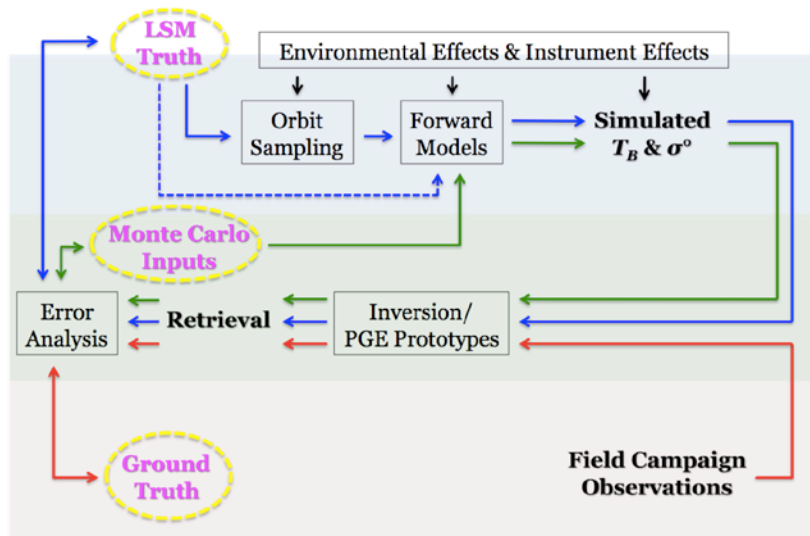 LSM
Truth
Environmental Effects & Instrument Effects
Orbit
Sampling
Forward
Models
Simulated
T_B & σ°
Monte Carlo
Inputs
Error
Analysis
Retrieval
Inversion/
PGE Prototypes
Ground
Truth
Field Campaign
Observations